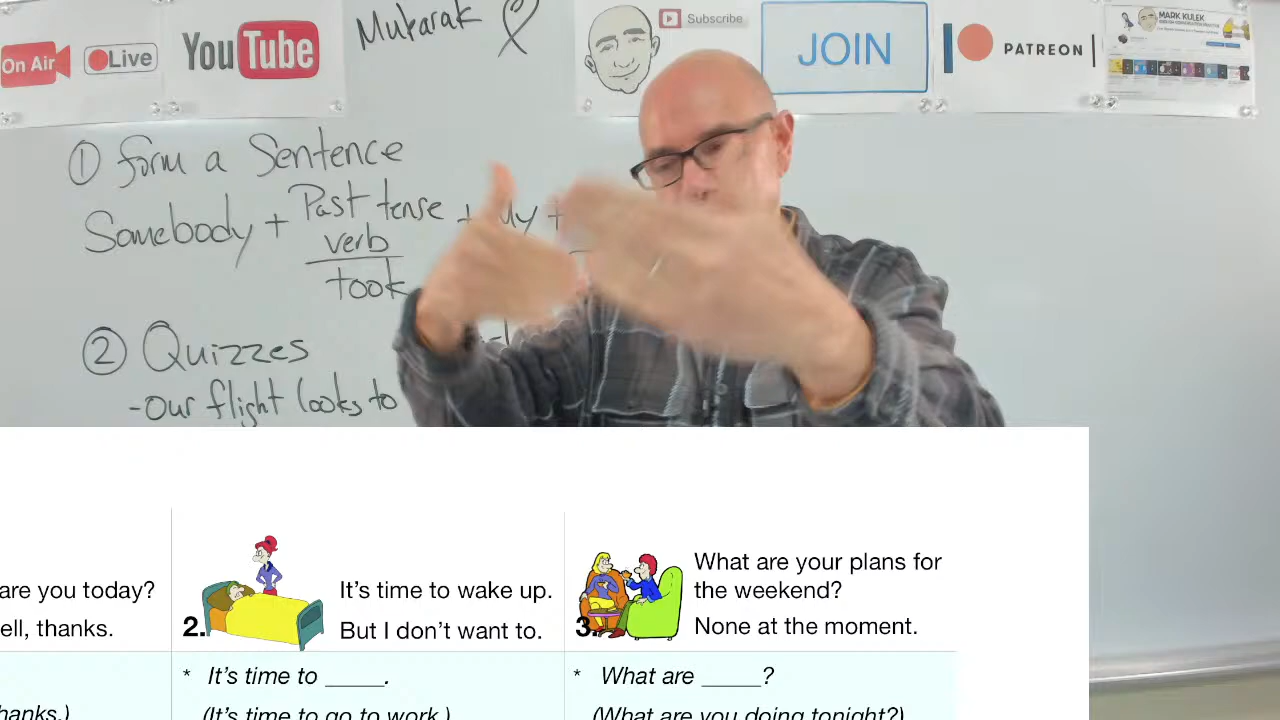 On Air
Live
YouTube
Mubarak
Subscribe
JOIN
PATREON
MARK KULEK
① form a Sentence
Somebody + Past tense + My +
verb
took
② Quizzes
-Our flight looks to
are you today?
ell, thanks.
2.
It's time to wake up.
But I don't want to.
3.
What are your plans for
the weekend?
None at the moment.
* It's time to _____.
* What are _____?
hanks.)
(It's time to go to work.)
(What are you doing tonight?)